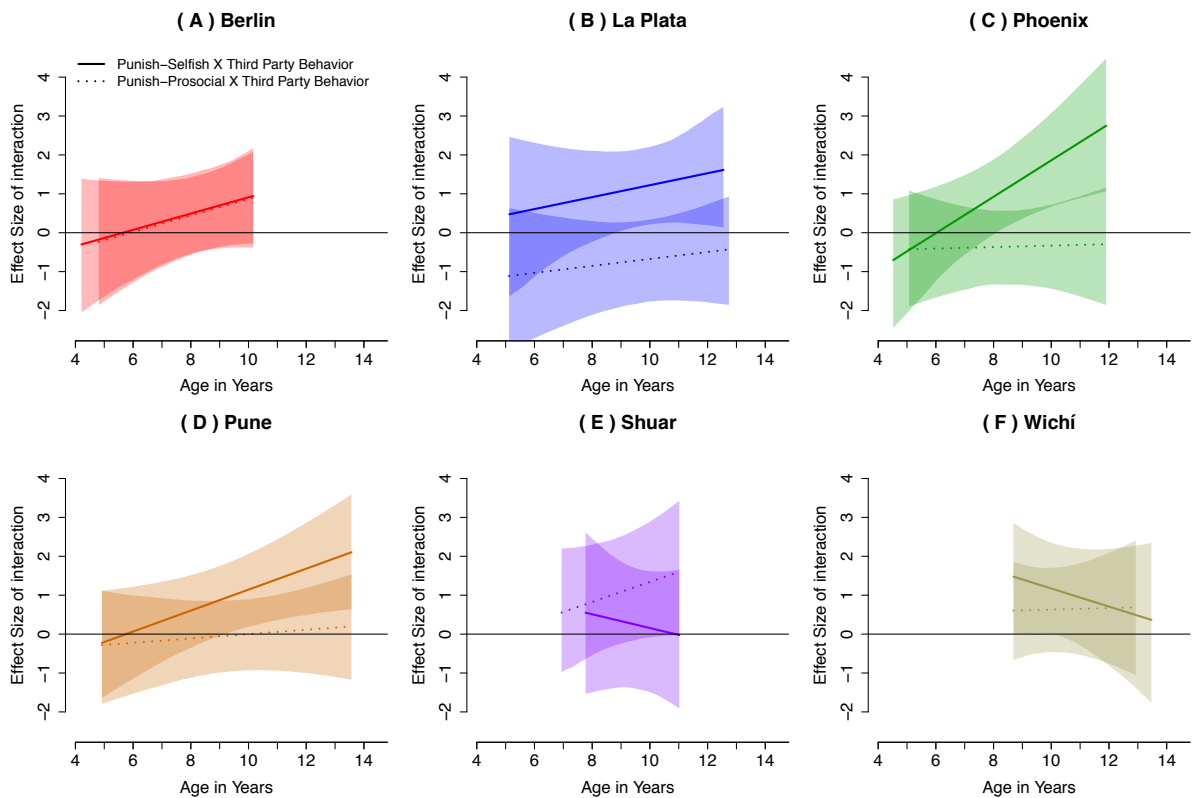 ( A ) Berlin
Punish−Selfish X Third Party Behavior
Punish−Prosocial X Third Party Behavior
Effect Size of interaction
4
3
2
1
0
−1
−2
4 6 8 10 12 14
Age in Years
( B ) La Plata
Effect Size of interaction
4
3
2
1
0
−1
−2
4 6 8 10 12 14
Age in Years
( C ) Phoenix
Effect Size of interaction
4
3
2
1
0
−1
−2
4 6 8 10 12 14
Age in Years
( D ) Pune
Effect Size of interaction
4
3
2
1
0
−1
−2
4 6 8 10 12 14
Age in Years
( E ) Shuar
Effect Size of interaction
4
3
2
1
0
−1
−2
4 6 8 10 12 14
Age in Years
( F ) Wichí
Effect Size of interaction
4
3
2
1
0
−1
−2
4 6 8 10 12 14
Age in Years